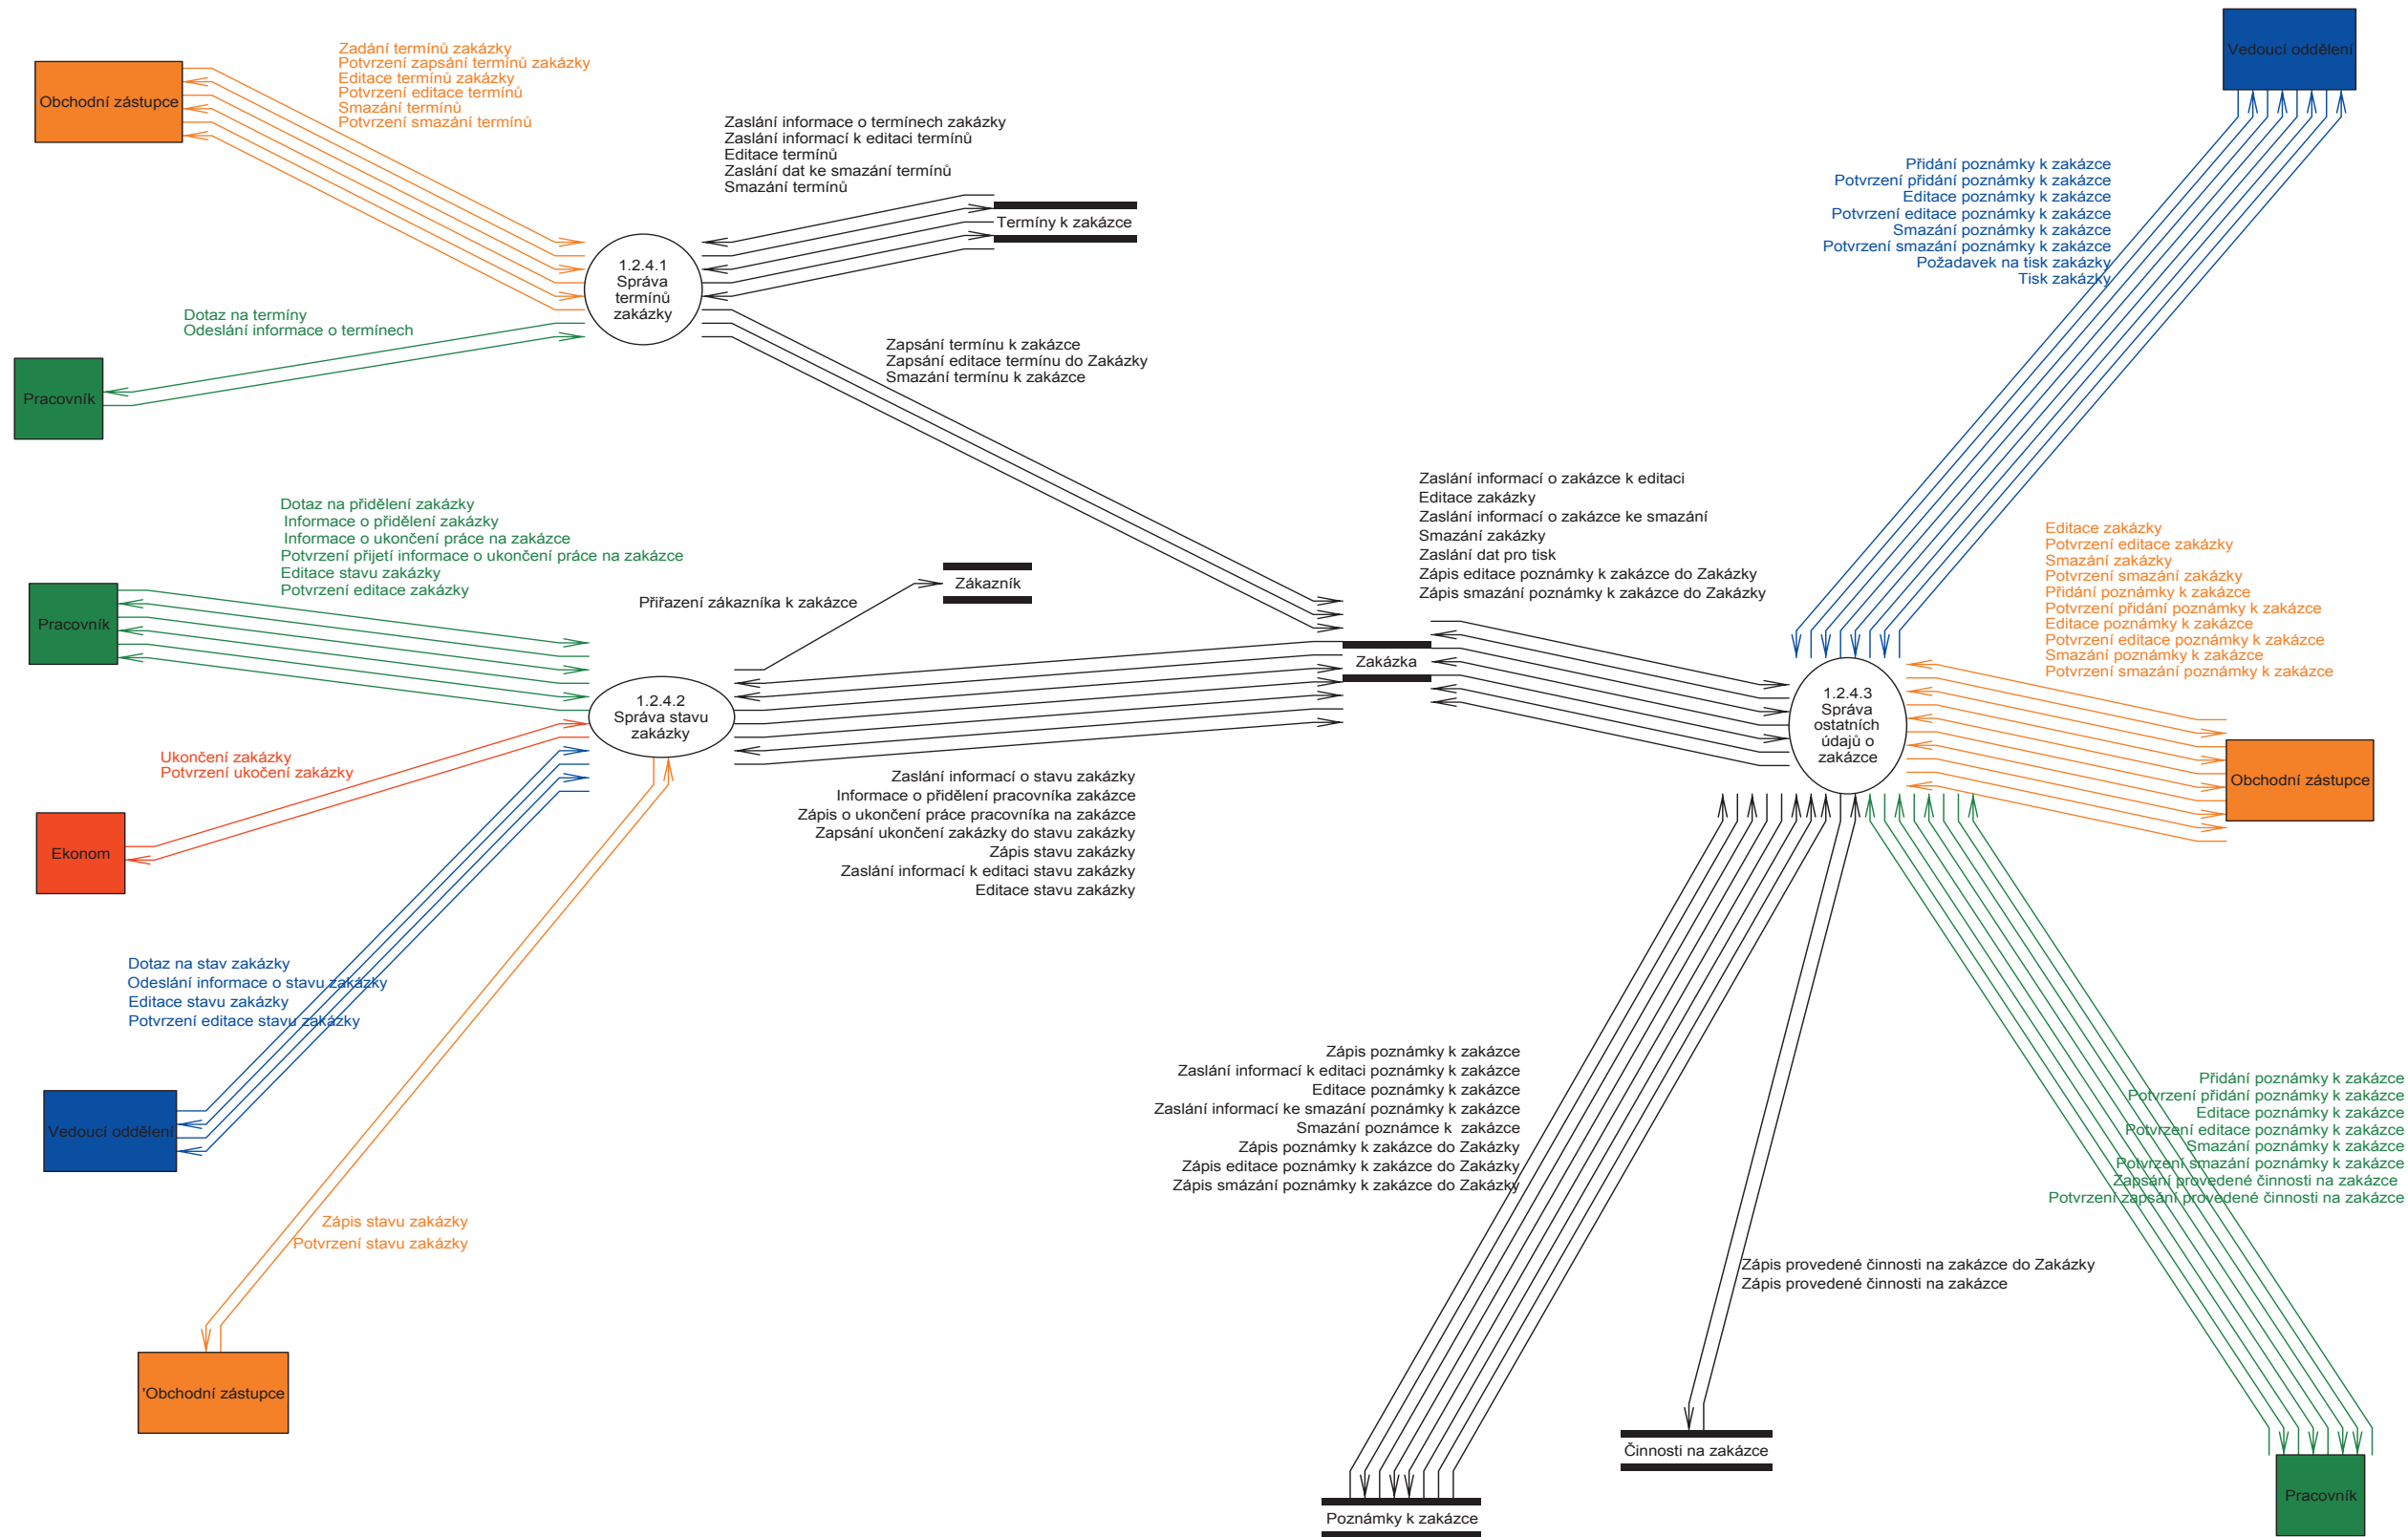 Vedoucí oddělení
Zadání termínů zakázky
Potvrzení zapsání termínů zakázky
Editace termínů zakázky
Potvrzení editace termínů
Smazání termínů
Potvrzení smazání termínů
Obchodní zástupce
Zaslání informace o termínech zakázky
Zaslání informací k editaci termínů
Editace termínů
Zaslání dat ke smazání termínů
Smazání termínů
Termíny k zakázce
Přidání poznámky k zakázce
Potvrzení přidání poznámky k zakázce
Editace poznámky k zakázce
Potvrzení editace poznámky k zakázce
Smazání poznámky k zakázce
Potvrzení smazání poznámky k zakázce
Požadavek na tisk zakázky
Tisk zakázky
1.2.4.1
Správa
termínů
zakázky
Dotaz na termíny
Odeslání informace o termínech
Pracovník
Zapsání termínu k zakázce
Zapsání editace termínu do Zakázky
Smazání termínu k zakázce
Zaslání informací o zakázce k editaci
Editace zakázky
Zaslání informací o zakázce ke smazání
Smazání zakázky
Zaslání dat pro tisk
Zápis editace poznámky k zakázce do Zakázky
Zápis smazání poznámky k zakázce do Zakázky
Dotaz na přidělení zakázky
Informace o přidělení zakázky
Informace o ukončení práce na zakázce
Potvrzení přijetí informace o ukončení práce na zakázce
Editace stavu zakázky
Potvrzení editace zakázky
Pracovník
Přiřazení zákazníka k zakázce
Zákazník
Zakázka
Editace zakázky
Potvrzení editace zakázky
Smazání zakázky
Potvrzení smazání zakázky
Přidání poznámky k zakázce
Potvrzení přidání poznámky k zakázce
Editace poznámky k zakázce
Potvrzení editace poznámky k zakázce
Smazání poznámky k zakázce
Potvrzení smazání poznámky k zakázce
1.2.4.2
Správa stavu
zakázky
1.2.4.3
Správa
ostatních
údajů o
zakázce
Obchodní zástupce
Ukončení zakázky
Potvrzení ukočení zakázky
Ekonom
Zaslání informací o stavu zakázky
Informace o přidělení pracovníka zakázce
Zápis o ukončení práce pracovníka na zakázce
Zapsání ukončení zakázky do stavu zakázky
Zápis stavu zakázky
Zaslání informací k editaci stavu zakázky
Editace stavu zakázky
Dotaz na stav zakázky
Odeslání informace o stavu zakázky
Editace stavu zakázky
Potvrzení editace stavu zakázky
Vedoucí oddělení
Zápis poznámky k zakázce
Zaslání informací k editaci poznámky k zakázce
Editace poznámky k zakázce
Zaslání informací ke smazání poznámky k zakázce
Smazání poznámce k  zakázce
Zápis poznámky k zakázce do Zakázky
Zápis editace poznámky k zakázce do Zakázky
Zápis smázání poznámky k zakázce do Zakázky
Přidání poznámky k zakázce
Potvrzení přidání poznámky k zakázce
Editace poznámky k zakázce
Potvrzení editace poznámky k zakázce
Smazání poznámky k zakázce
Potvrzení smazání poznámky k zakázce
Zapsání provedené činnosti na zakázce
Potvrzení zapsání provedené činnosti na zakázce
Zápis stavu zakázky
Potvrzení stavu zakázky
Zápis provedené činnosti na zakázce do Zakázky
Zápis provedené činnosti na zakázce
'Obchodní zástupce
Činnosti na zakázce
Poznámky k zakázce
Pracovník